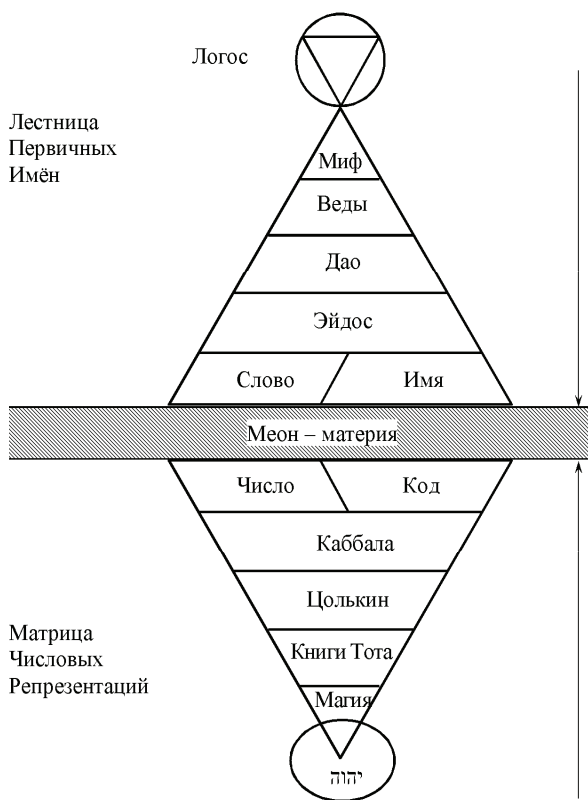 Логос
Лестница
Первичных
Имён
Миф
Веды
Дао
Эйдос
Слово Имя
Меон – материя
Число Код
Каббала
Цолькин
Матрица
Числовых
Репрезентаций
Книги Тота
Магия
יהוה